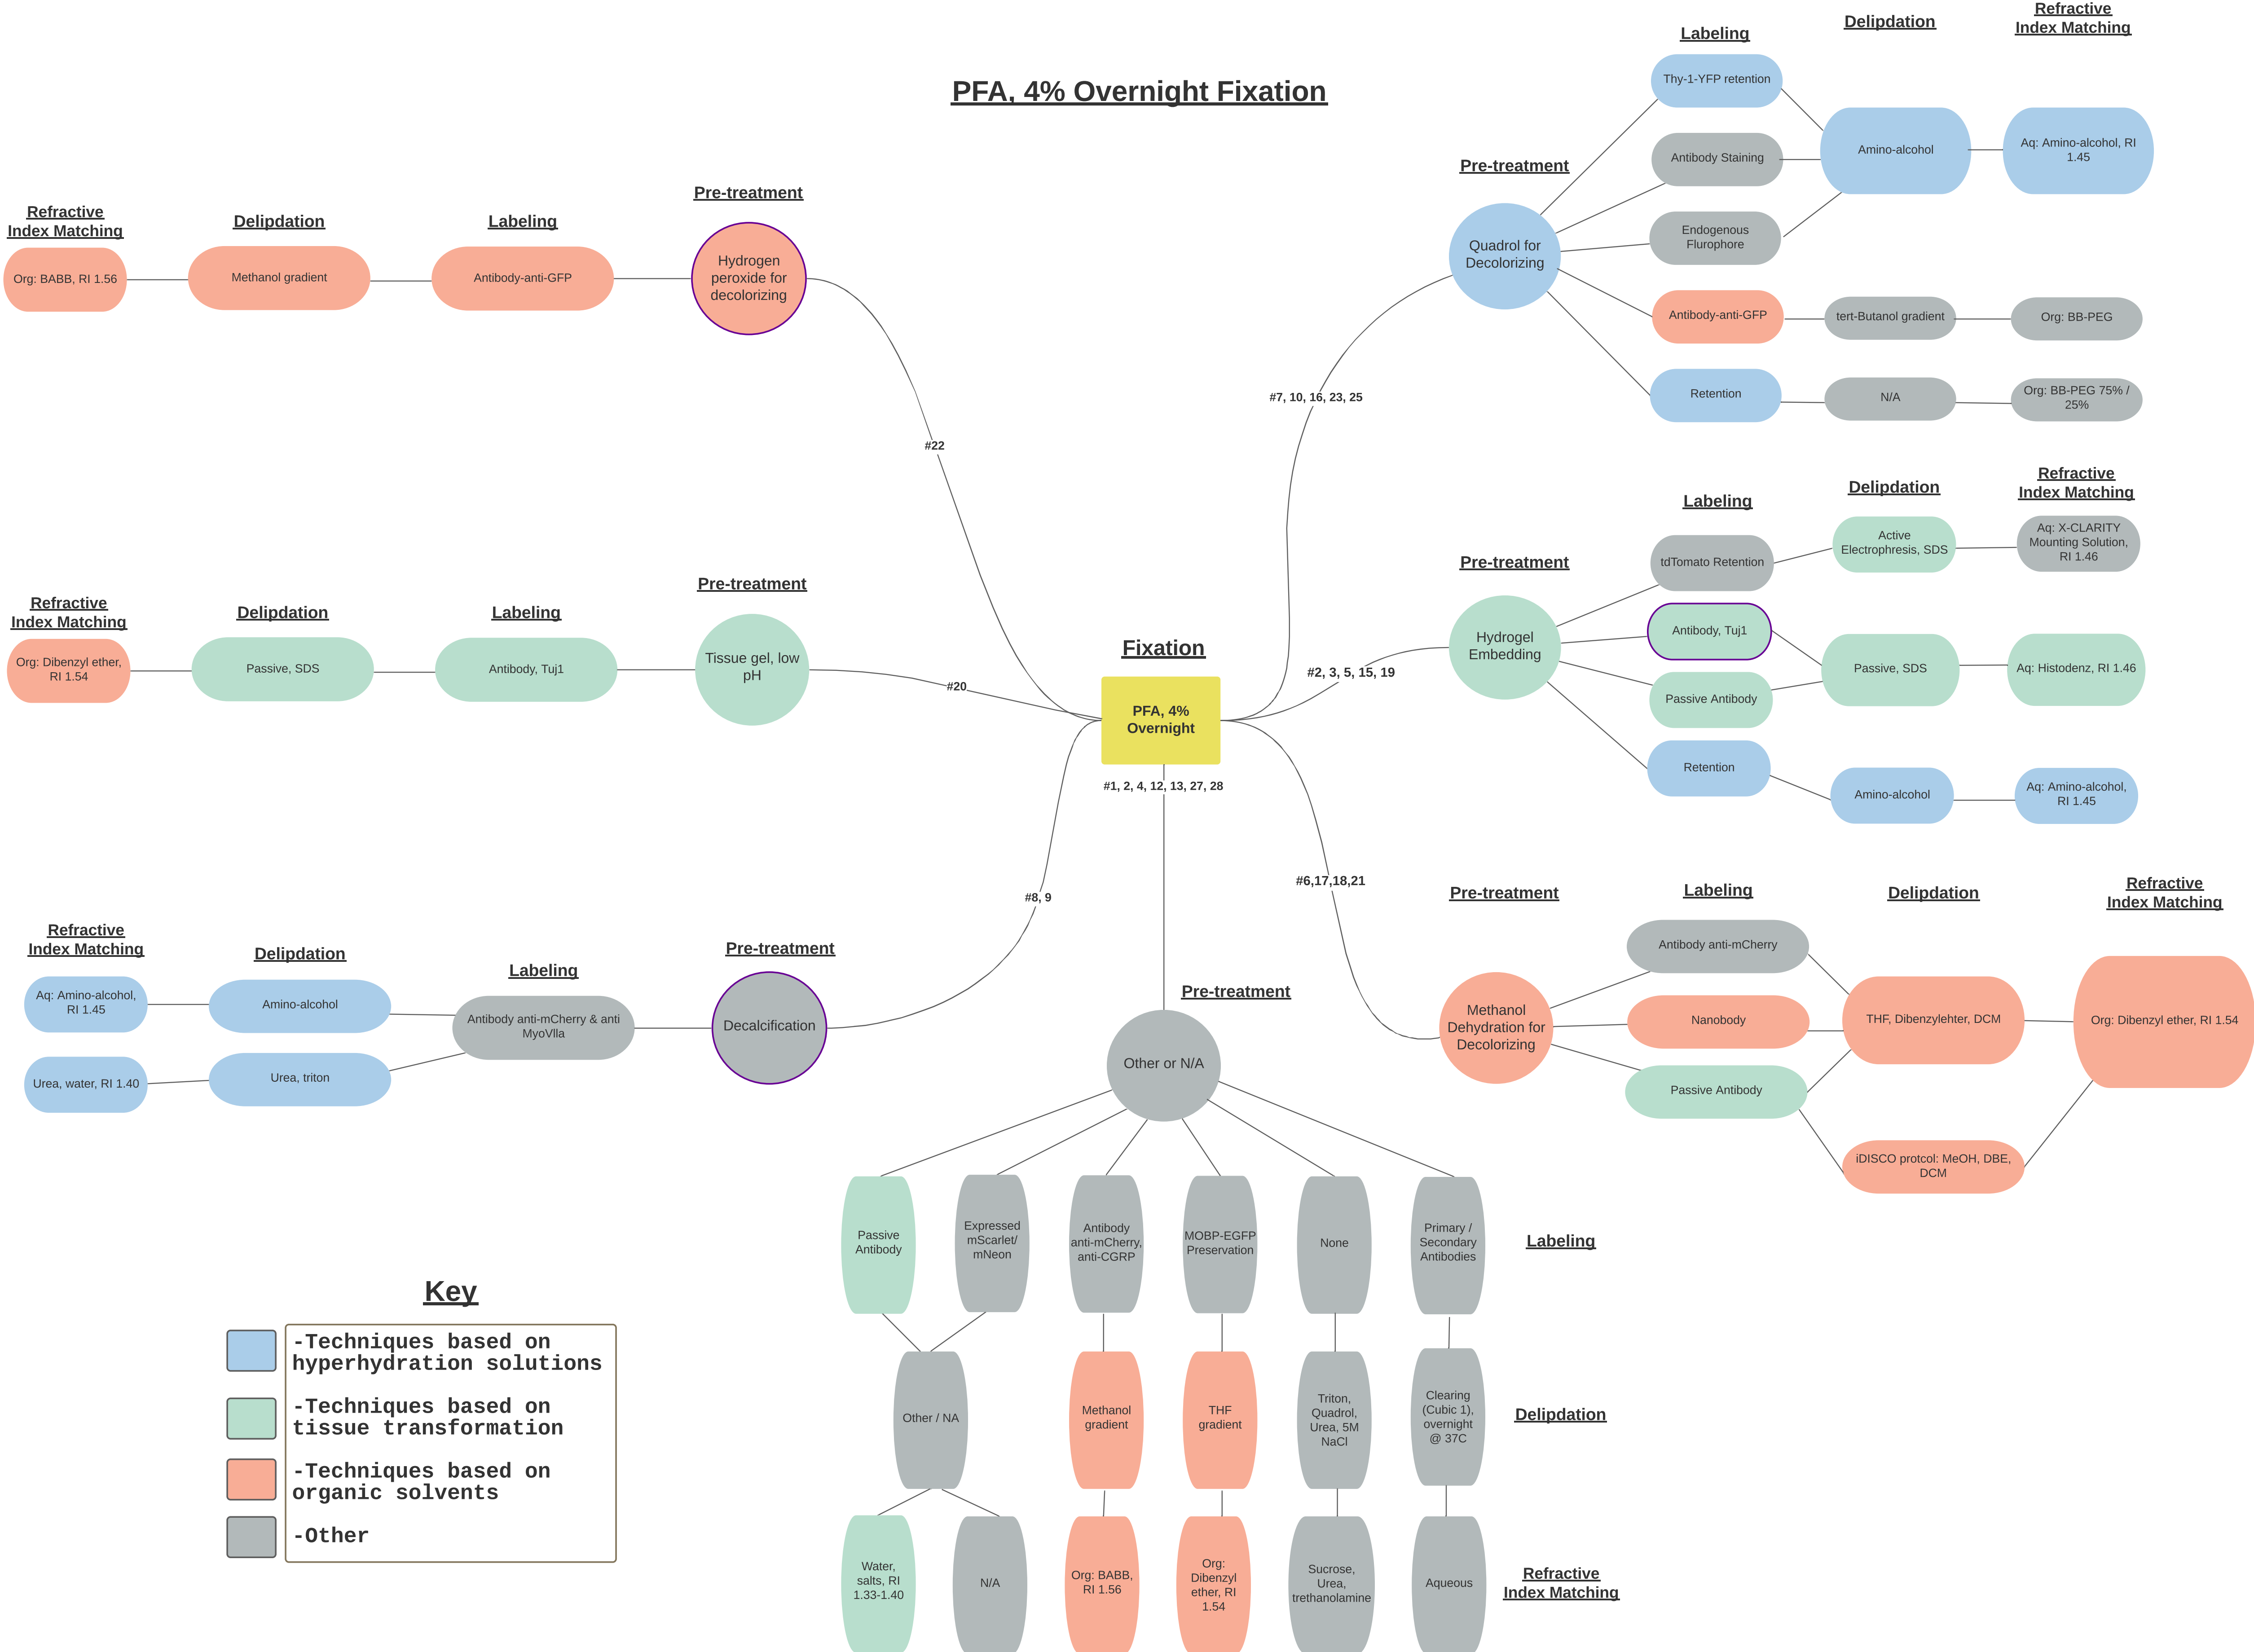 PFA, 4% Overnight Fixation
Pre-treatment
Refractive
Index Matching
Delipdation
Labeling
Org: BABB, RI 1.56
Methanol gradient
Antibody-anti-GFP
Hydrogen
peroxide for
decolorizing
#22
Pre-treatment
Refractive
Index Matching
Delipdation
Labeling
Org: Dibenzyl ether,
RI 1.54
Passive, SDS
Antibody, Tuj1
Tissue gel, low
pH
#20
Pre-treatment
Refractive
Index Matching
Delipdation
Labeling
Aq: Amino-alcohol,
RI 1.45
Amino-alcohol
Urea, water, RI 1.40
Urea, triton
Antibody anti-mCherry & anti
MyoVlla
Decalcification
#8, 9
Fixation
PFA, 4%
Overnight
#1, 2, 4, 12, 13, 27, 28
Labeling
Delipdation
Refractive
Index Matching
Pre-treatment
Thy-1-YFP retention
Antibody Staining
Endogenous
Flurophore
Antibody-anti-GFP
Retention
Quadrol for
Decolorizing
Amino-alcohol
Aq: Amino-alcohol, RI
1.45
tert-Butanol gradient
Org: BB-PEG
N/A
Org: BB-PEG 75% /
25%
#7, 10, 16, 23, 25
Labeling
Delipdation
Refractive
Index Matching
Pre-treatment
Hydrogel
Embedding
tdTomato Retention
Active
Electrophresis, SDS
Aq: X-CLARITY
Mounting Solution,
RI 1.46
Antibody, Tuj1
Passive Antibody
Passive, SDS
Aq: Histodenz, RI 1.46
Retention
Amino-alcohol
Aq: Amino-alcohol,
RI 1.45
#2, 3, 5, 15, 19
#6,17,18,21
Pre-treatment
Labeling
Delipdation
Refractive
Index Matching
Methanol
Dehydration for
Decolorizing
Antibody anti-mCherry
Nanobody
Passive Antibody
THF, Dibenzylehter, DCM
Org: Dibenzyl ether, RI 1.54
iDISCO protcol: MeOH, DBE,
DCM
Pre-treatment
Other or N/A
Passive
Antibody
Expressed
mScarlet/
mNeon
Antibody
anti-mCherry,
anti-CGRP
MOBP-EGFP
Preservation
None
Primary /
Secondary
Antibodies
Labeling
Other / NA
Methanol
gradient
THF
gradient
Triton,
Quadrol,
Urea, 5M
NaCl
Clearing
(Cubic 1),
overnight
@ 37C
Delipdation
Water,
salts, RI
1.33-1.40
N/A
Org: BABB,
RI 1.56
Org:
Dibenzyl
ether, RI
1.54
Sucrose,
Urea,
trethanolamine
Aqueous
Refractive
Index Matching
Key
-Techniques based on
hyperhydration solutions
-Techniques based on
tissue transformation
-Techniques based on
organic solvents
-Other